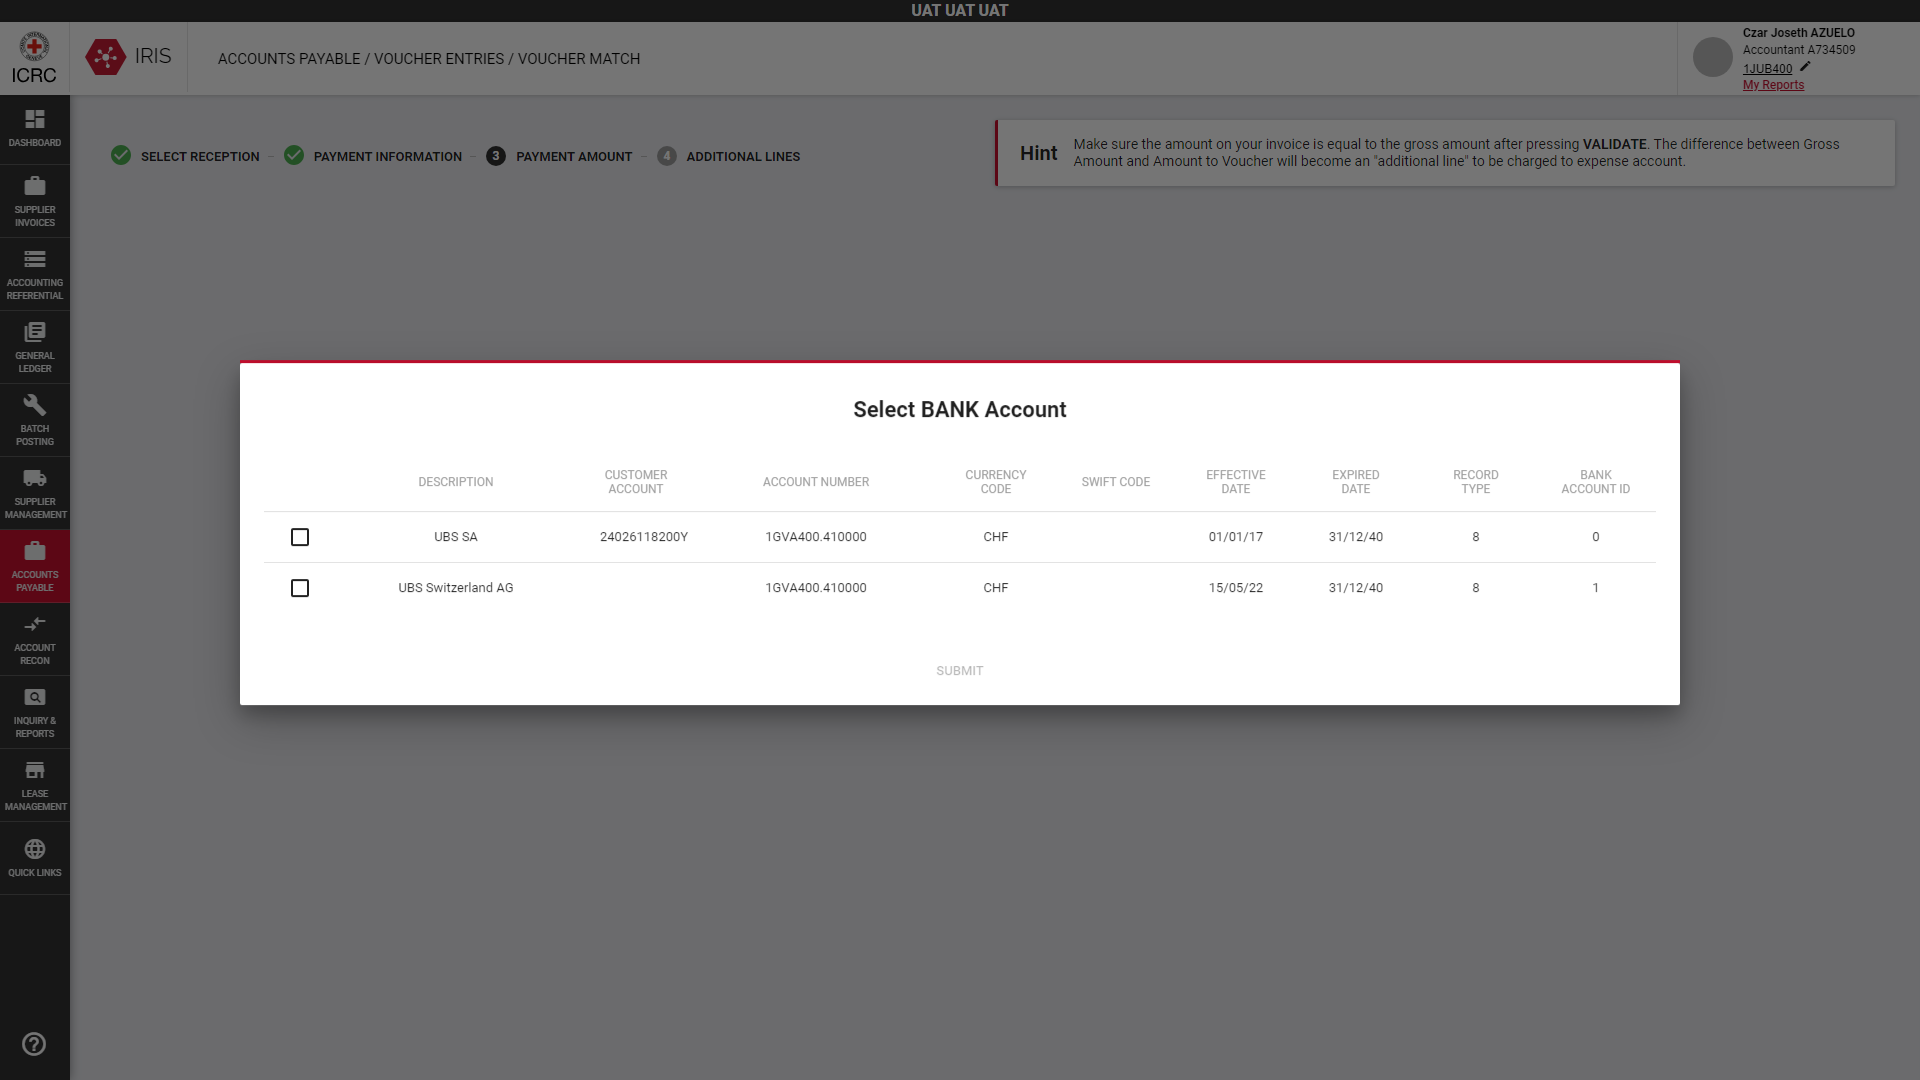 UAT UAT UAT
ICRC
IRIS
ACCOUNTS PAYABLE / VOUCHER ENTRIES / VOUCHER MATCH
Czar Joseth AZUELO
Accountant A734509
1JUB400
My Reports
DASHBOARD
SUPPLIER
INVOICES
ACCOUNTING
REFERENTIAL
GENERAL
LEDGER
BATCH
POSTING
SUPPLIER
MANAGEMENT
ACCOUNTS
PAYABLE
ACCOUNT
RECON
INQUIRY &
REPORTS
LEASE
MANAGEMENT
QUICK LINKS
SELECT RECEPTION – PAYMENT INFORMATION – 3 PAYMENT AMOUNT – 4 ADDITIONAL LINES
Hint
Make sure the amount on your invoice is equal to the gross amount after pressing VALIDATE. The difference between Gross
Amount and Amount to Voucher will become an "additional line" to be charged to expense account.
Select BANK Account
DESCRIPTION CUSTOMER ACCOUNT ACCOUNT NUMBER CURRENCY CODE SWIFT CODE EFFECTIVE DATE EXPIRED DATE RECORD TYPE BANK ACCOUNT ID
UBS SA 24026118200Y 1GVA400.410000 CHF 01/01/17 31/12/40 8 0
UBS Switzerland AG 1GVA400.410000 CHF 15/05/22 31/12/40 8 1
SUBMIT